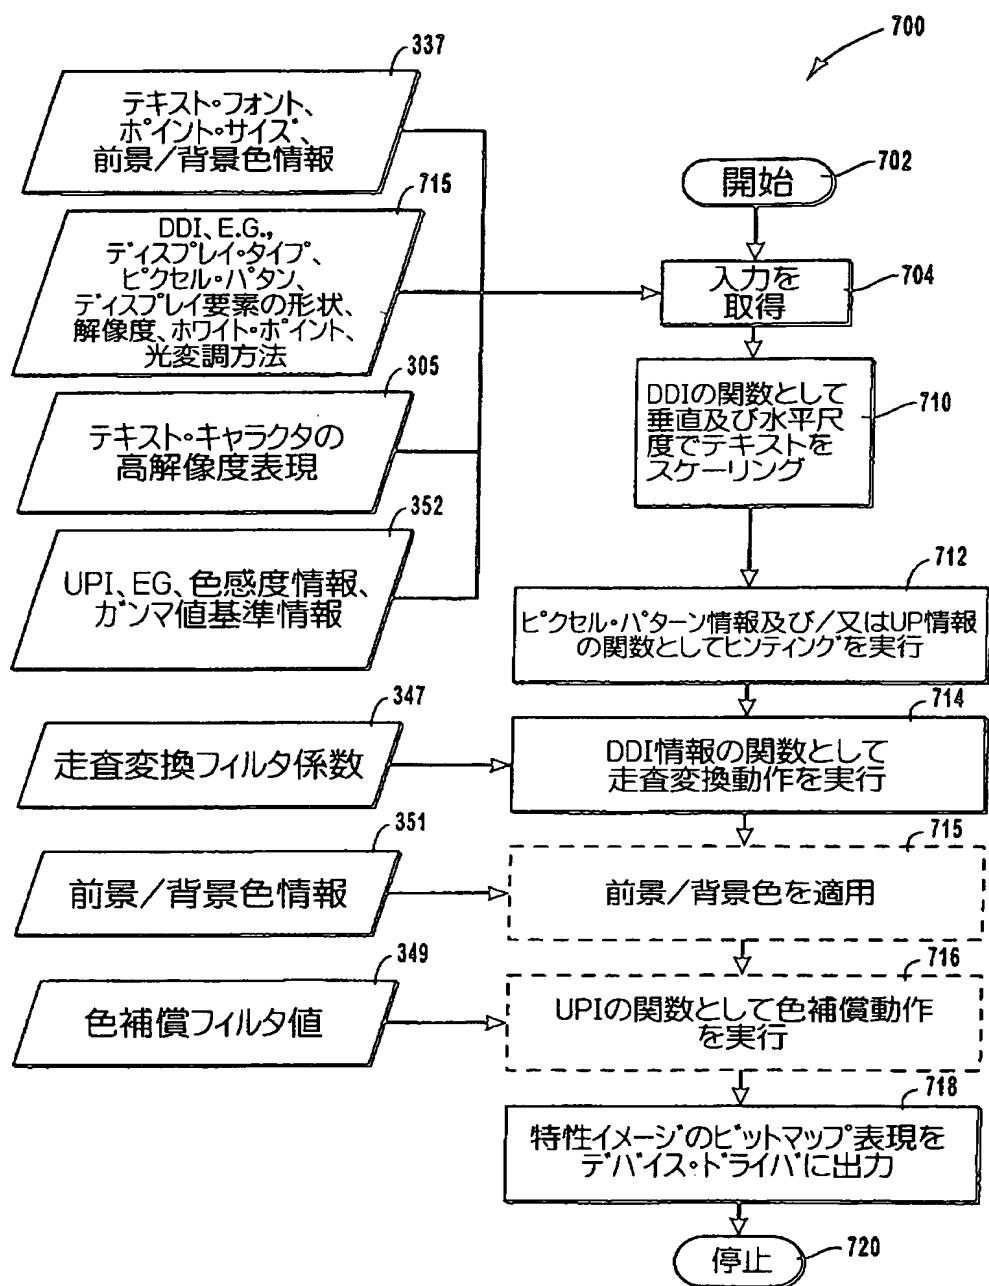 700
337
テキスト・フォント、
ポイント・サイズ、
前景/背景色情報
715
DDI、E.G.,
ディスプレイ・タイプ、
ピクセル・パタン、
ディスプレイ要素の形状、
解像度、ホワイト・ポイント、
光変調方法
305
テキスト・キャラクタの
高解像度表現
352
UPI、EG、色感度情報、
ガンマ値基準情報
702
開始
704
入力を
取得
710
DDIの関数として
垂直及び水平尺
度でテキストを
スケーリング
712
ピクセル・パターン情報及び/又はUP情報
の関数としてヒンティングを実行
347
走査変換フィルタ係数
714
DDI情報の関数として
走査変換動作を実行
351
前景/背景色情報
715
前景/背景色を適用
349
色補償フィルタ値
716
UPIの関数として色補償動作
を実行
718
特性イメージのビットマップ表現を
デバイス・ドライバに出力
停止
720